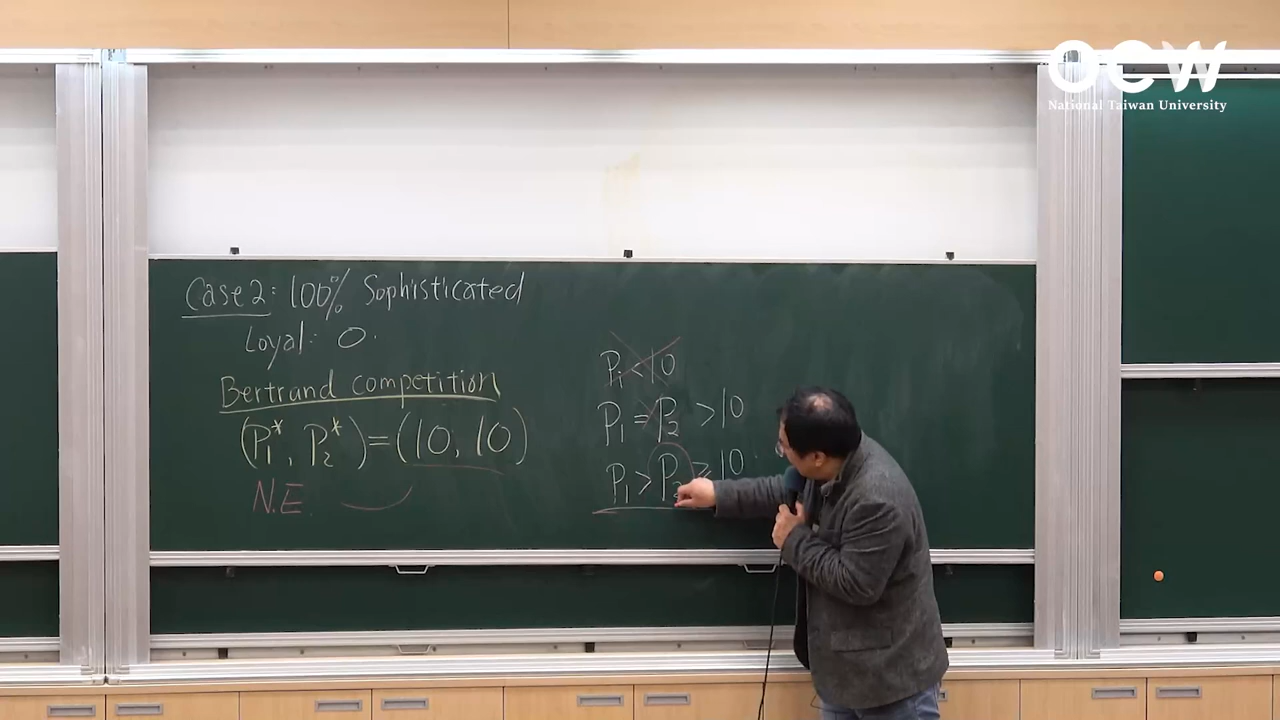 OCW
National Taiwan University
Case 2: 100% Sophisticated
Loyal: 0.
Bertrand competition
(P₁*, P₂*) = (10, 10)
N.E.
Pᵢ < 10
P₁ = P₂ > 10
P₁ > P₂ ≥ 10